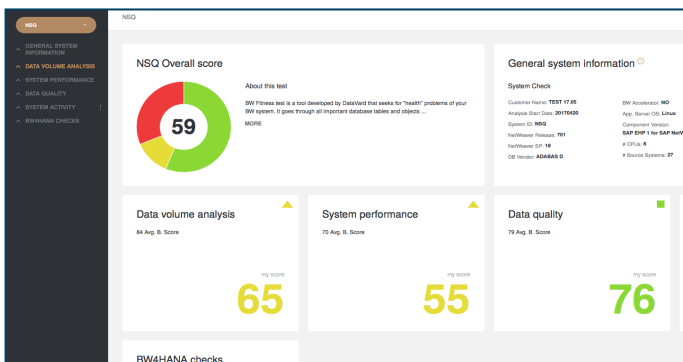 NSQ
NSQ
GENERAL SYSTEM
INFORMATION
DATA VOLUME ANALYSIS
SYSTEM PERFORMANCE
DATA QUALITY
SYSTEM ACTIVITY
BW4HANA CHECKS
NSQ Overall score
59
About this test
BW Fitness test is a tool developed by DataVard that seeks for "health" problems of your
BW system. It goes through all important database tables and objects ...
MORE
General system information
System Check
Customer Name: TEST 17.05
Analysis Start Date: 20170420
System ID: NSQ
NetWeaver Release: 701
NetWeaver SP: 18
DB Vendor: ADABAS D
BW Accelerator: NO
App. Server OS: Linux
Component Version:
SAP EHP 1 for SAP NetW
# CPUs: 8
# Source Systems: 27
Data volume analysis
84 Avg. B. Score
my score
65
System performance
70 Avg. B. Score
my score
55
Data quality
79 Avg. B. Score
my score
76
BW4HANA checks